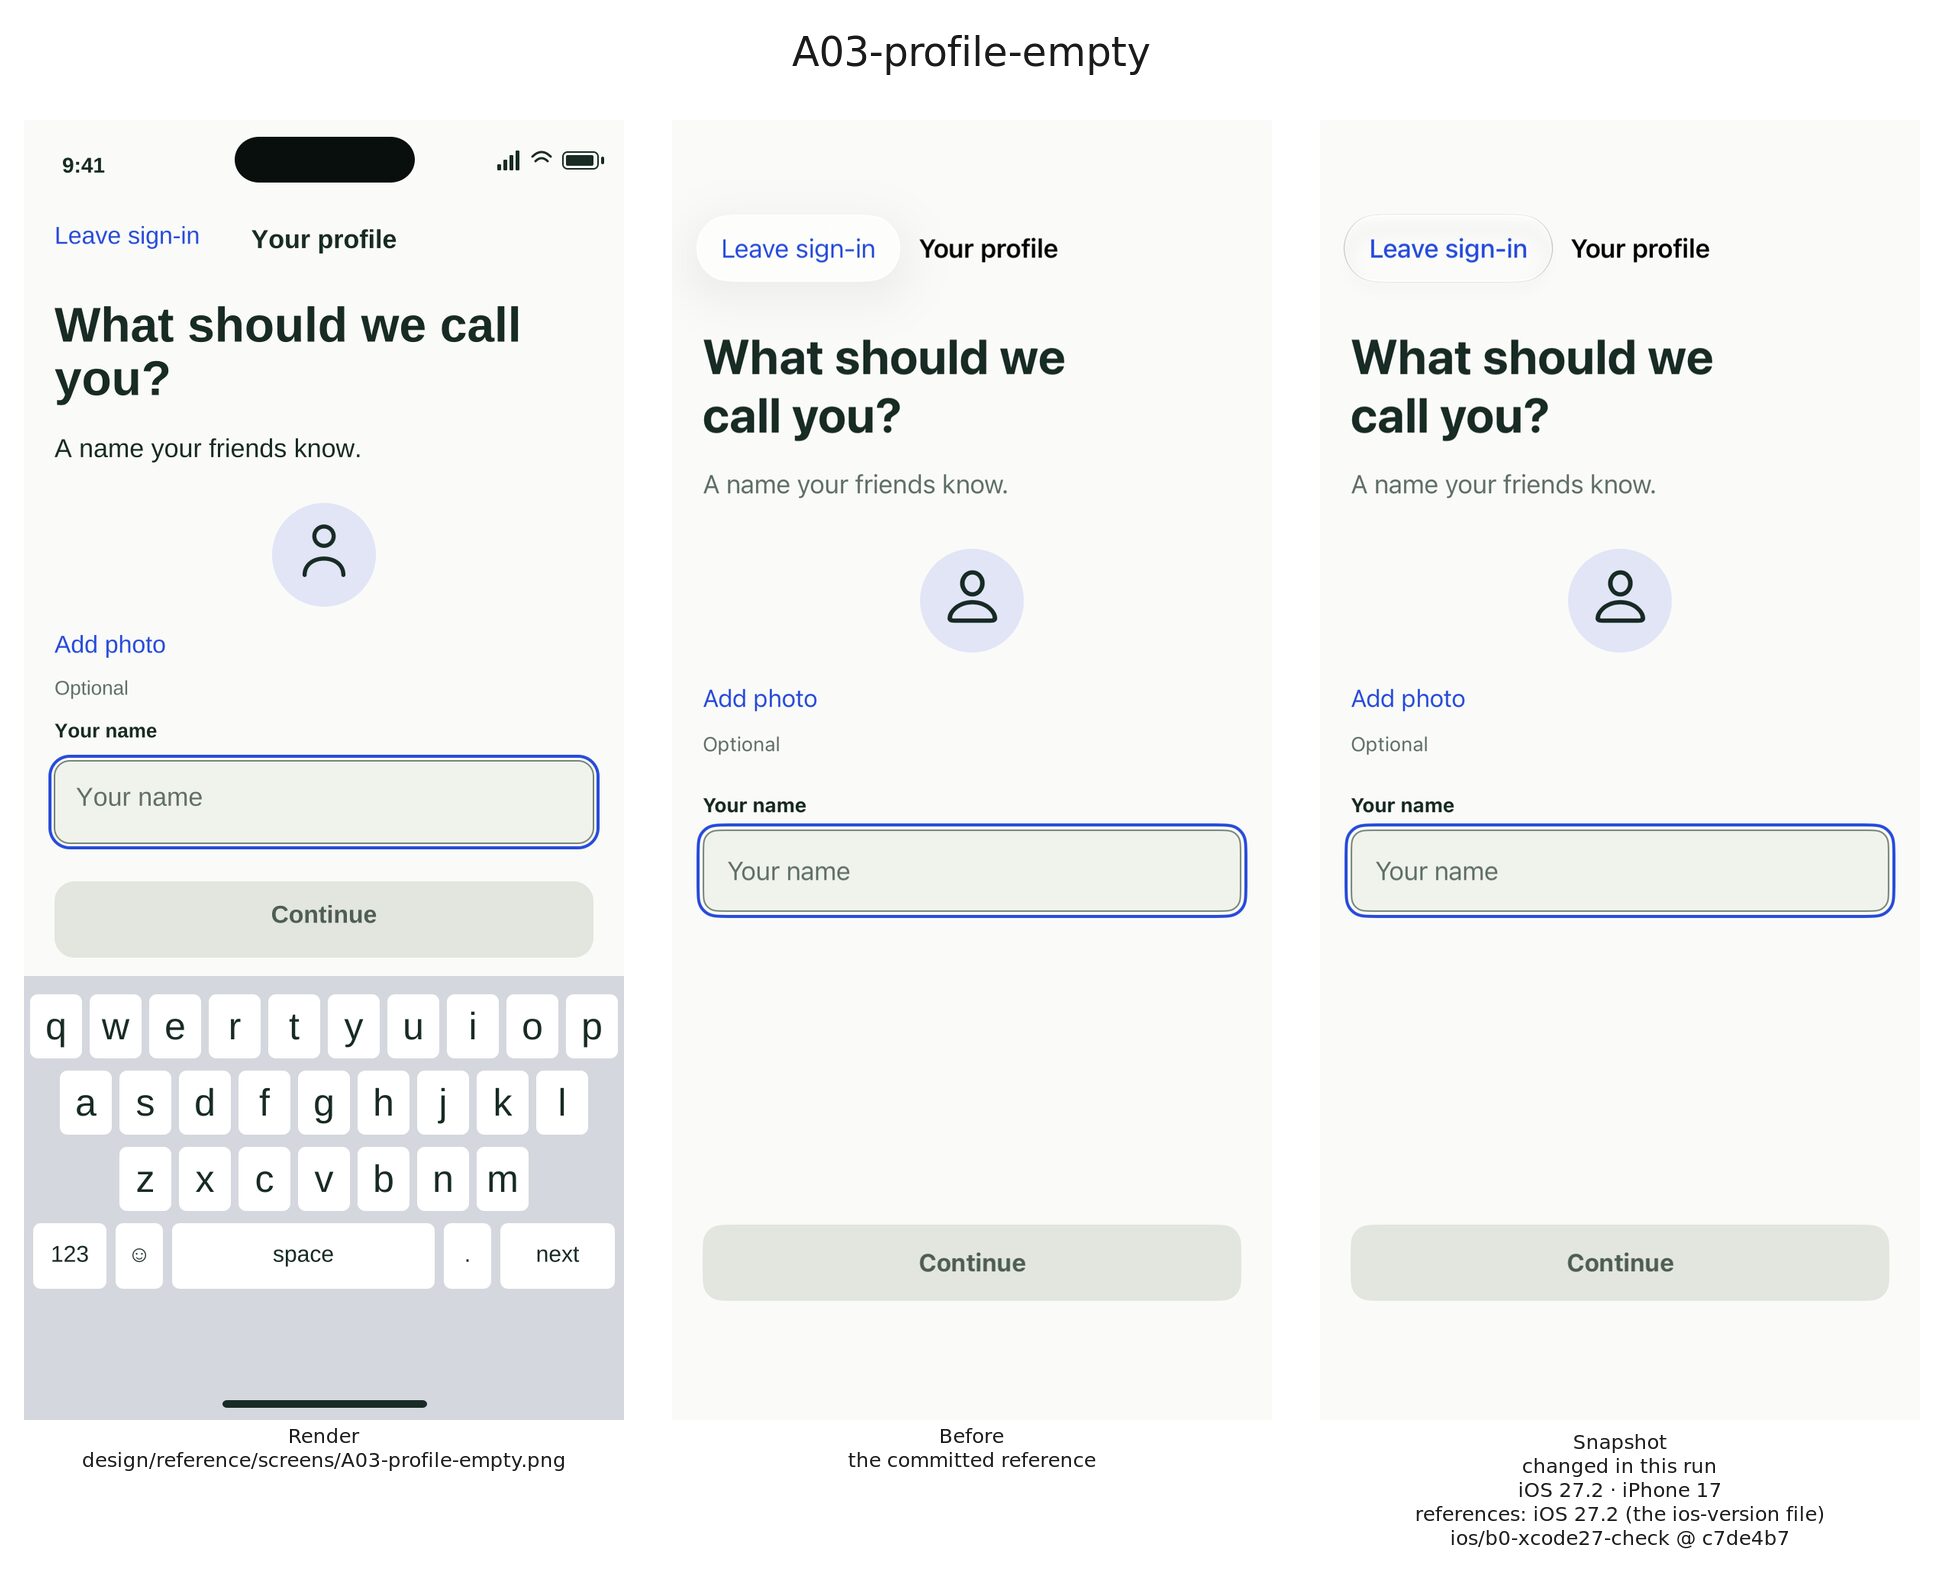 A03-profile-empty
9:41
Leave sign-in Your profile
What should we call
you?
A name your friends know.
Add photo
Optional
Your name
Your name
Continue
q w e r t y u i o p
a s d f g h j k l
z x c v b n m
123 ☺ space . next
Render
design/reference/screens/A03-profile-empty.png
Leave sign-in Your profile
What should we
call you?
A name your friends know.
Add photo
Optional
Your name
Your name
Continue
Before
the committed reference
Leave sign-in Your profile
What should we
call you?
A name your friends know.
Add photo
Optional
Your name
Your name
Continue
Snapshot
changed in this run
iOS 27.2 · iPhone 17
references: iOS 27.2 (the ios-version file)
ios/b0-xcode27-check @ c7de4b7